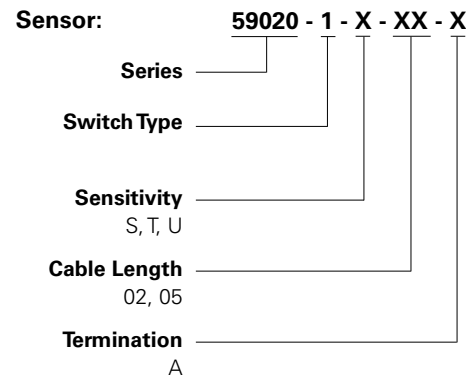 Sensor: 59020 - 1 - X - XX - X
Series
Switch Type
Sensitivity
S, T, U
Cable Length
02, 05
Termination
A